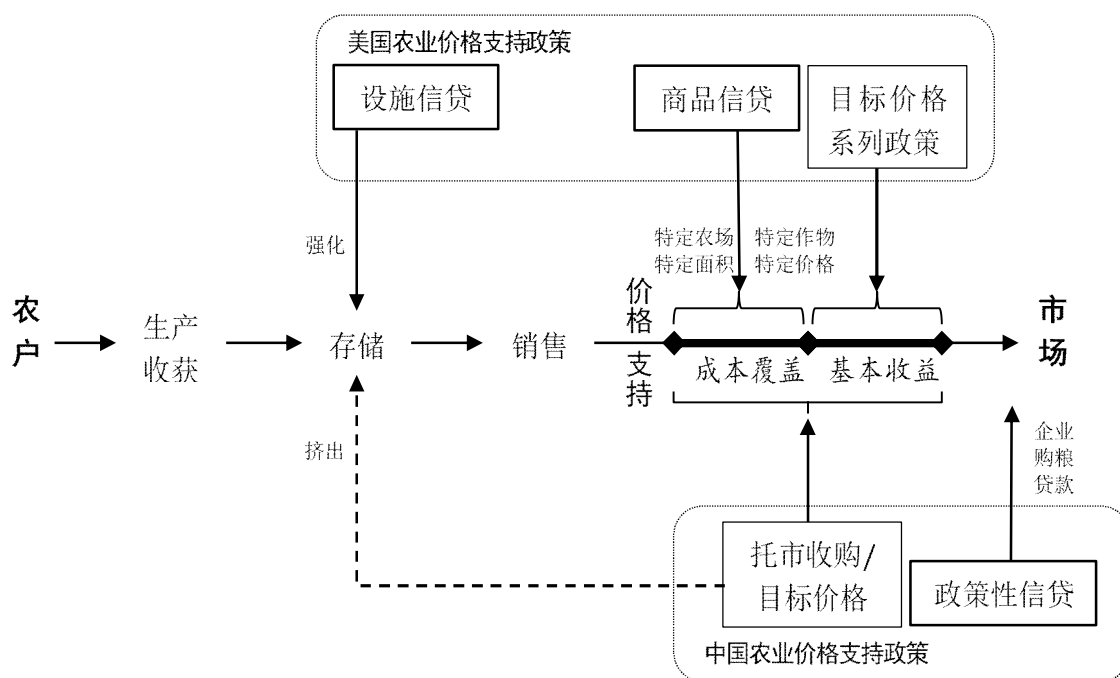 美国农业价格支持政策
设施信贷
商品信贷
目标价格
系列政策
强化
特定农场
特定面积
特定作物
特定价格
农户
生产
收获
存储
销售
价格
支持
成本覆盖
基本收益
市场
挤出
企业
购粮
贷款
托市收购/
目标价格
政策性信贷
中国农业价格支持政策